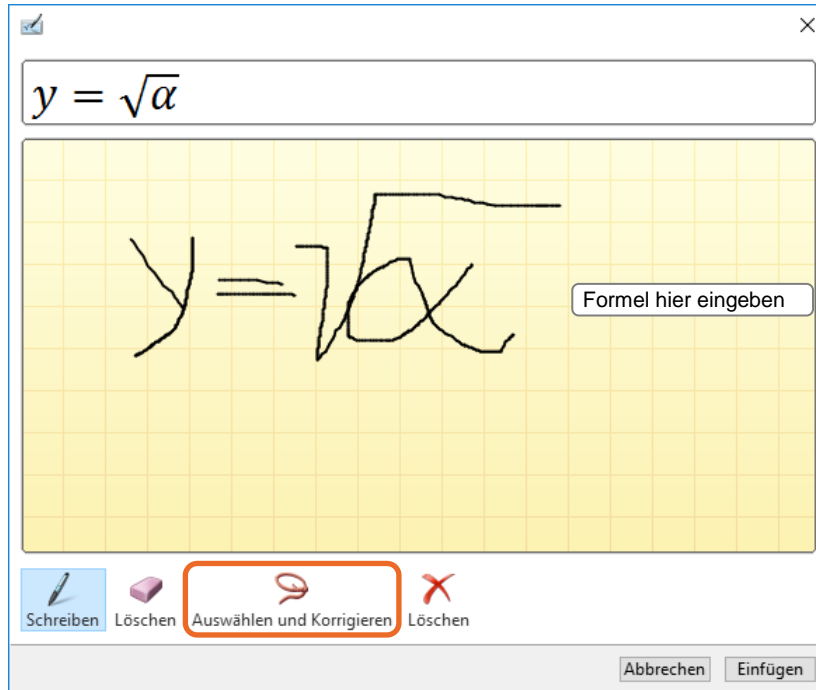 y = √α
y = √α
Formel hier eingeben
Schreiben Löschen Auswählen und Korrigieren Löschen
Abbrechen Einfügen